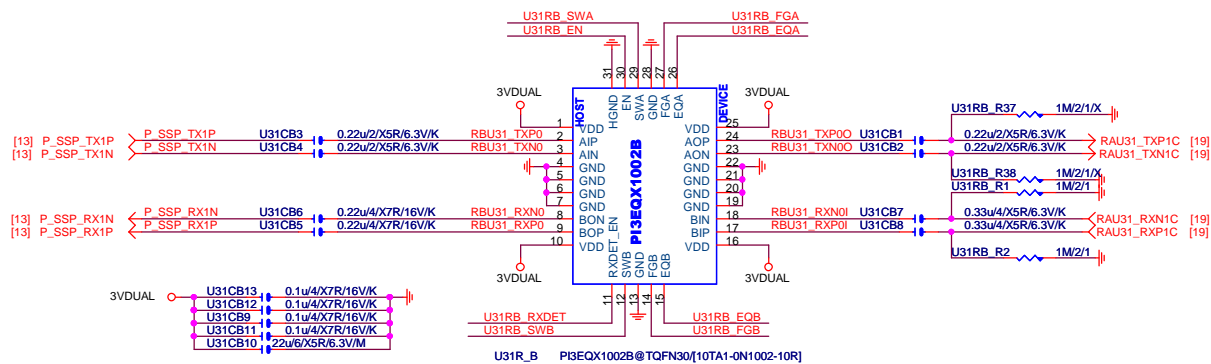 U31RB_SWA U31RB_FGA
U31RB_EN U31RB_EQA
31 30 29 28 27 26
HGND EN SWA GND FGA EQA
HOST DEVICE
3VDUAL 3VDUAL
U31RB_R37 1M/2/1/X
1 VDD VDD 25
[13] P_SSP_TX1P P_SSP_TX1P U31CB3 0.22u/2/X5R/6.3V/K RBU31_TXP0 2 AIP AOP 24 RBU31_TXP0O U31CB1 0.22u/2/X5R/6.3V/K RAU31_TXP1C [19]
[13] P_SSP_TX1N P_SSP_TX1N U31CB4 0.22u/2/X5R/6.3V/K RBU31_TXN0 3 AIN AON 23 RBU31_TXN0O U31CB2 0.22u/2/X5R/6.3V/K RAU31_TXN1C [19]
4 GND GND 22
5 GND GND 21
U31RB_R38 1M/2/1/X
6 GND GND 20
U31RB_R1 1M/2/1
7 GND GND 19
[13] P_SSP_RX1N P_SSP_RX1N U31CB6 0.22u/4/X7R/16V/K RBU31_RXN0 8 BON BIN 18 RBU31_RXN0I U31CB7 0.33u/4/X5R/6.3V/K RAU31_RXN1C [19]
[13] P_SSP_RX1P P_SSP_RX1P U31CB5 0.22u/4/X7R/16V/K RBU31_RXP0 9 BOP BIP 17 RBU31_RXP0I U31CB8 0.33u/4/X5R/6.3V/K RAU31_RXP1C [19]
10 VDD VDD 16
PI3EQX1002B
U31RB_R2 1M/2/1
3VDUAL 3VDUAL
RXDET_EN SWB GND FGB EQB
11 12 13 14 15
3VDUAL
U31CB13 0.1u/4/X7R/16V/K
U31CB12 0.1u/4/X7R/16V/K
U31CB9 0.1u/4/X7R/16V/K
U31CB11 0.1u/4/X7R/16V/K
U31CB10 22u/6/X5R/6.3V/M
U31RB_RXDET U31RB_EQB
U31RB_SWB U31RB_FGB
U31R_B PI3EQX1002B@TQFN30/[10TA1-0N1002-10R]